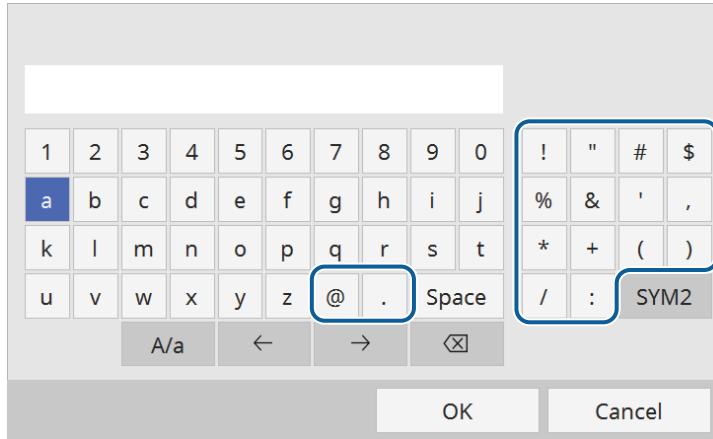 1 2 3 4 5 6 7 8 9 0 ! " # $
a b c d e f g h i j % & ' ,
k l m n o p q r s t * + ( )
u v w x y z @ . Space / : SYM2
A/a ← → ⌫
OK Cancel